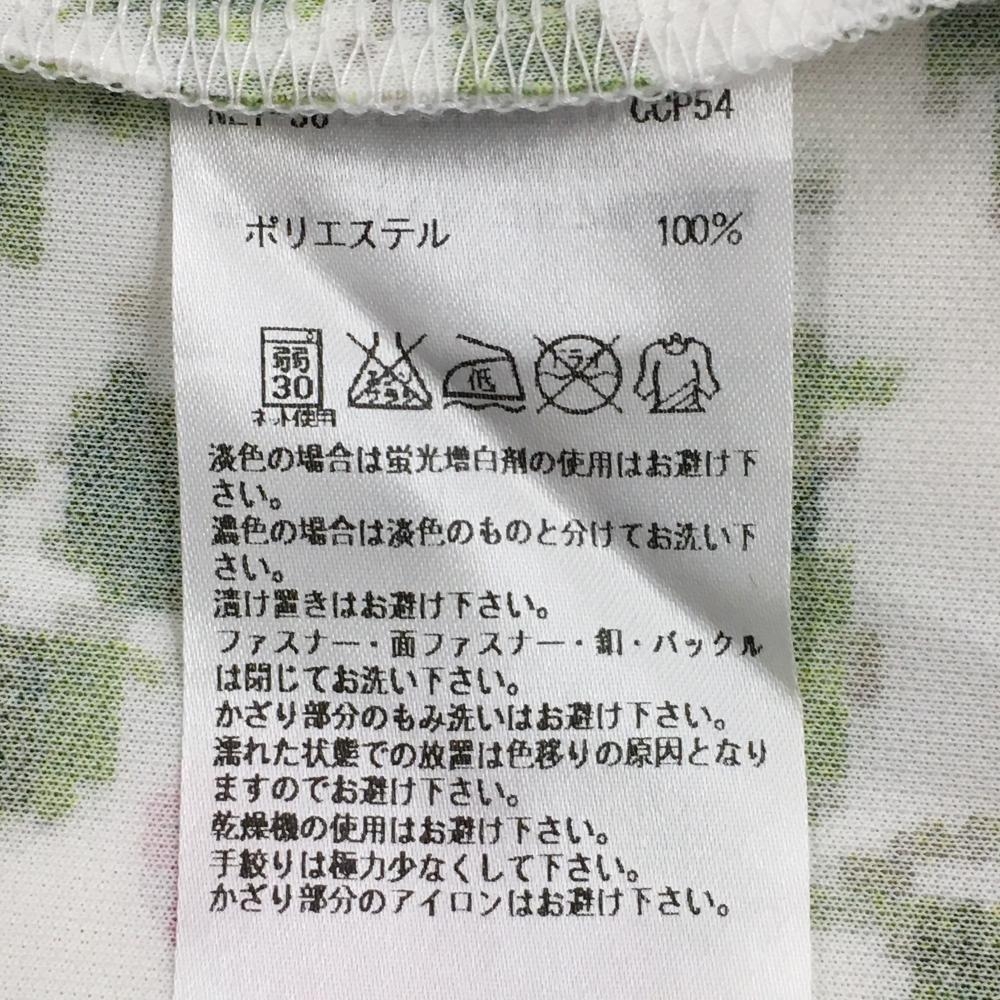 CCP54
ポリエステル 100%
弱
30
ネット使用
低
淡色の場合は蛍光増白剤の使用はお避け下
さい。
濃色の場合は淡色のものと分けてお洗い下
さい。
漬け置きはお避け下さい。
ファスナー・面ファスナー・釦・バックル
は閉じてお洗い下さい。
かざり部分のもみ洗いはお避け下さい。
濡れた状態での放置は色移りの原因となり
ますのでお避け下さい。
乾燥機の使用はお避け下さい。
手絞りは極力少なくして下さい。
かざり部分のアイロンはお避け下さい。